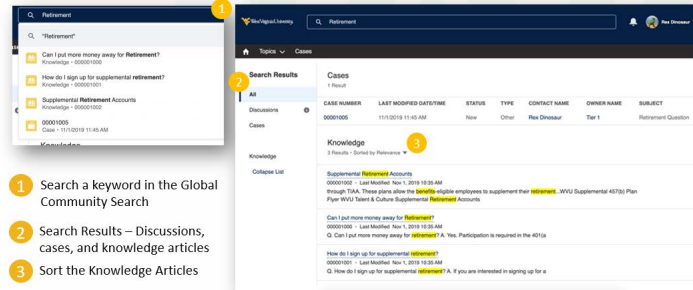 Retirement
1
"Retirement"
Can I put more money away for Retirement?
Knowledge • 000001000
How do I sign up for supplemental retirement?
Knowledge • 000001001
Supplemental Retirement Accounts
Knowledge • 000001002
00001005
Case • 11/1/2019 11:45 AM
Knowledge
1 Search a keyword in the Global
Community Search
2 Search Results – Discussions,
cases, and knowledge articles
3 Sort the Knowledge Articles
West Virginia University
Retirement
Rex Dinosaur
Topics
Cases
Search Results
2
All
Discussions
Cases
Knowledge
Collapse List
Cases
1 Result
CASE NUMBER LAST MODIFIED DATE/TIME STATUS TYPE CONTACT NAME OWNER NAME SUBJECT
00001005 11/1/2019 11:45 AM New Other Rex Dinosaur Tier 1 Retirement Question
Knowledge
3
3 Results • Sorted by Relevance
Supplemental Retirement Accounts
000001002 - Last Modified Nov 1, 2019 10:35 AM
through TIAA. These plans allow the benefits-eligible employees to supplement their retirement...WVU Supplemental 457(b) Plan
Flyer WVU Talent & Culture Supplemental Retirement Accounts
Can I put more money away for Retirement?
000001000 - Last Modified Nov 1, 2019 10:35 AM
Q. Can I put more money away for retirement? A. Yes. Participation is required in the 401(a
How do I sign up for supplemental retirement?
000001001 - Last Modified Nov 1, 2019 10:35 AM
Q. How do I sign up for supplemental retirement? A. If you are interested in signing up for a